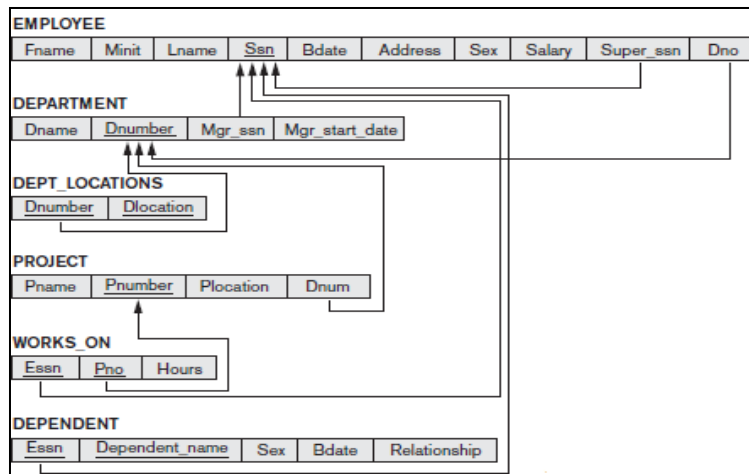 EMPLOYEE
Fname Minit Lname Ssn Bdate Address Sex Salary Super_ssn Dno
DEPARTMENT
Dname Dnumber Mgr_ssn Mgr_start_date
DEPT_LOCATIONS
Dnumber Dlocation
PROJECT
Pname Pnumber Plocation Dnum
WORKS_ON
Essn Pno Hours
DEPENDENT
Essn Dependent_name Sex Bdate Relationship